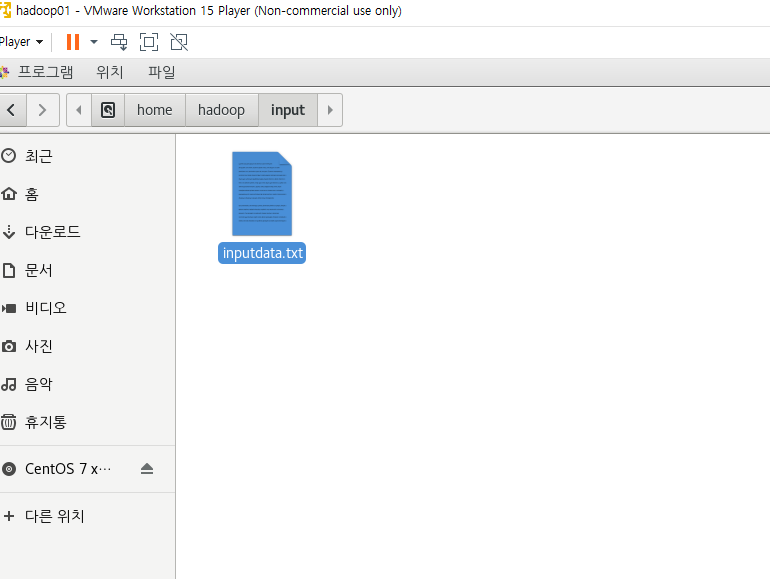 hadoop01 - VMware Workstation 15 Player (Non-commercial use only)
Player
프로그램 위치 파일
home hadoop input
최근
홈
다운로드
문서
비디오
사진
음악
휴지통
CentOS 7 x…
다른 위치
inputdata.txt